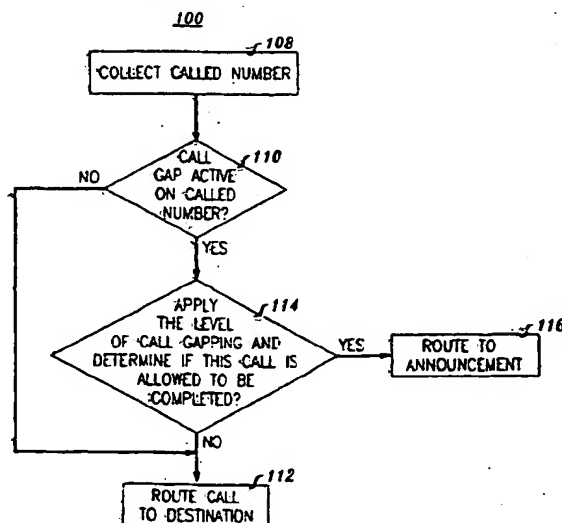 100
108
COLLECT CALLED NUMBER
110
CALL
GAP ACTIVE
ON CALLED
NUMBER?
NO
YES
114
APPLY
THE LEVEL
OF CALL GAPPING AND
DETERMINE IF THIS CALL IS
ALLOWED TO BE
COMPLETED?
YES
116
ROUTE TO
ANNOUNCEMENT
NO
112
ROUTE CALL
TO DESTINATION